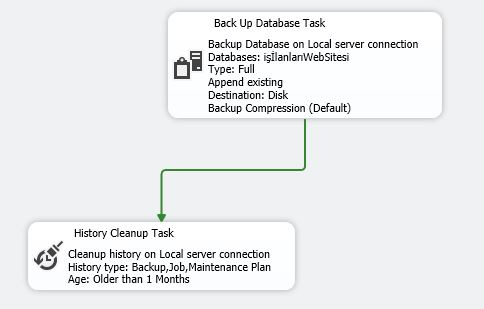 Back Up Database Task
Backup Database on Local server connection
Databases: işİlanlarıWebSitesi
Type: Full
Append existing
Destination: Disk
Backup Compression (Default)
History Cleanup Task
Cleanup history on Local server connection
History type: Backup,Job,Maintenance Plan
Age: Older than 1 Months